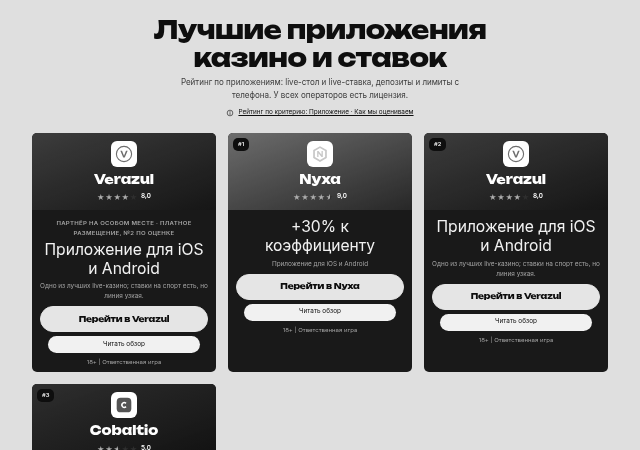 Лучшие приложения
казино и ставок
Рейтинг по приложениям: live-стол и live-ставка, депозиты и лимиты с
телефона. У всех операторов есть лицензия.
Рейтинг по критерию: Приложение · Как мы оцениваем
V
Verazul
★★★★★ 8,0
ПАРТНЁР НА ОСОБОМ МЕСТЕ · ПЛАТНОЕ
РАЗМЕЩЕНИЕ, №2 ПО ОЦЕНКЕ
Приложение для iOS
и Android
Одно из лучших live-казино; ставки на спорт есть, но
линия узкая.
Перейти в Verazul
Читать обзор
18+ | Ответственная игра
#1
N
Nyxa
★★★★★ 9,0
+30% к
коэффициенту
Приложение для iOS и Android
Перейти в Nyxa
Читать обзор
18+ | Ответственная игра
#2
V
Verazul
★★★★★ 8,0
Приложение для iOS
и Android
Одно из лучших live-казино; ставки на спорт есть, но
линия узкая.
Перейти в Verazul
Читать обзор
18+ | Ответственная игра
#3
C
Cobaltio
★★★★★ 5,0